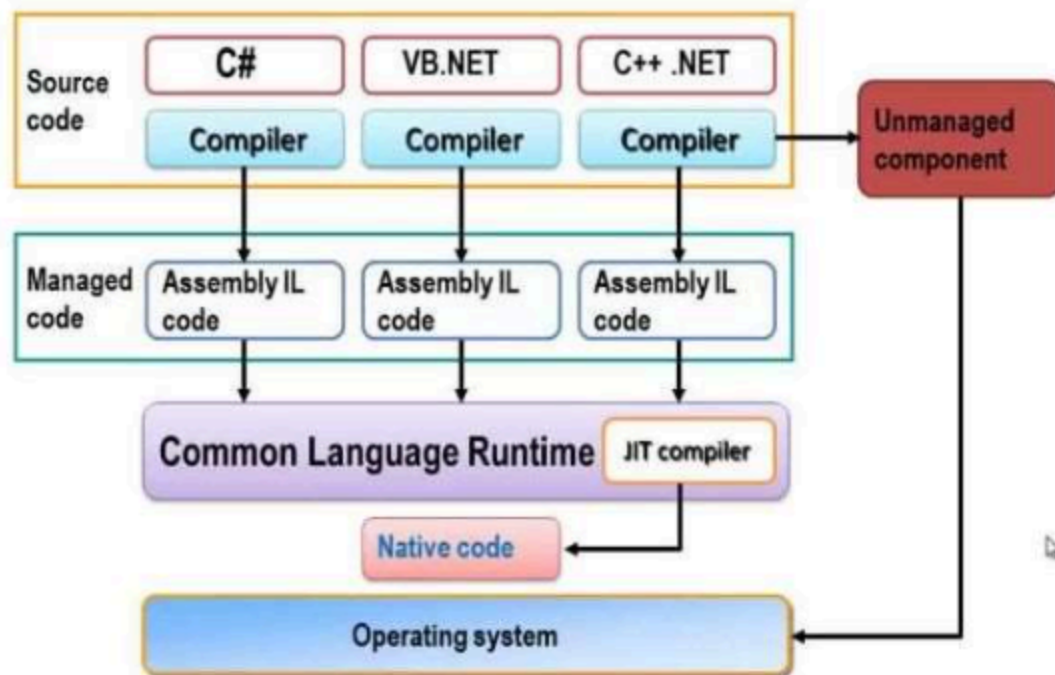 C#
VB.NET
C++ .NET
Source
code
Compiler
Compiler
Compiler
Unmanaged
component
Managed
code
Assembly IL
code
Assembly IL
code
Assembly IL
code
Common Language Runtime
JIT compiler
Native code
Operating system